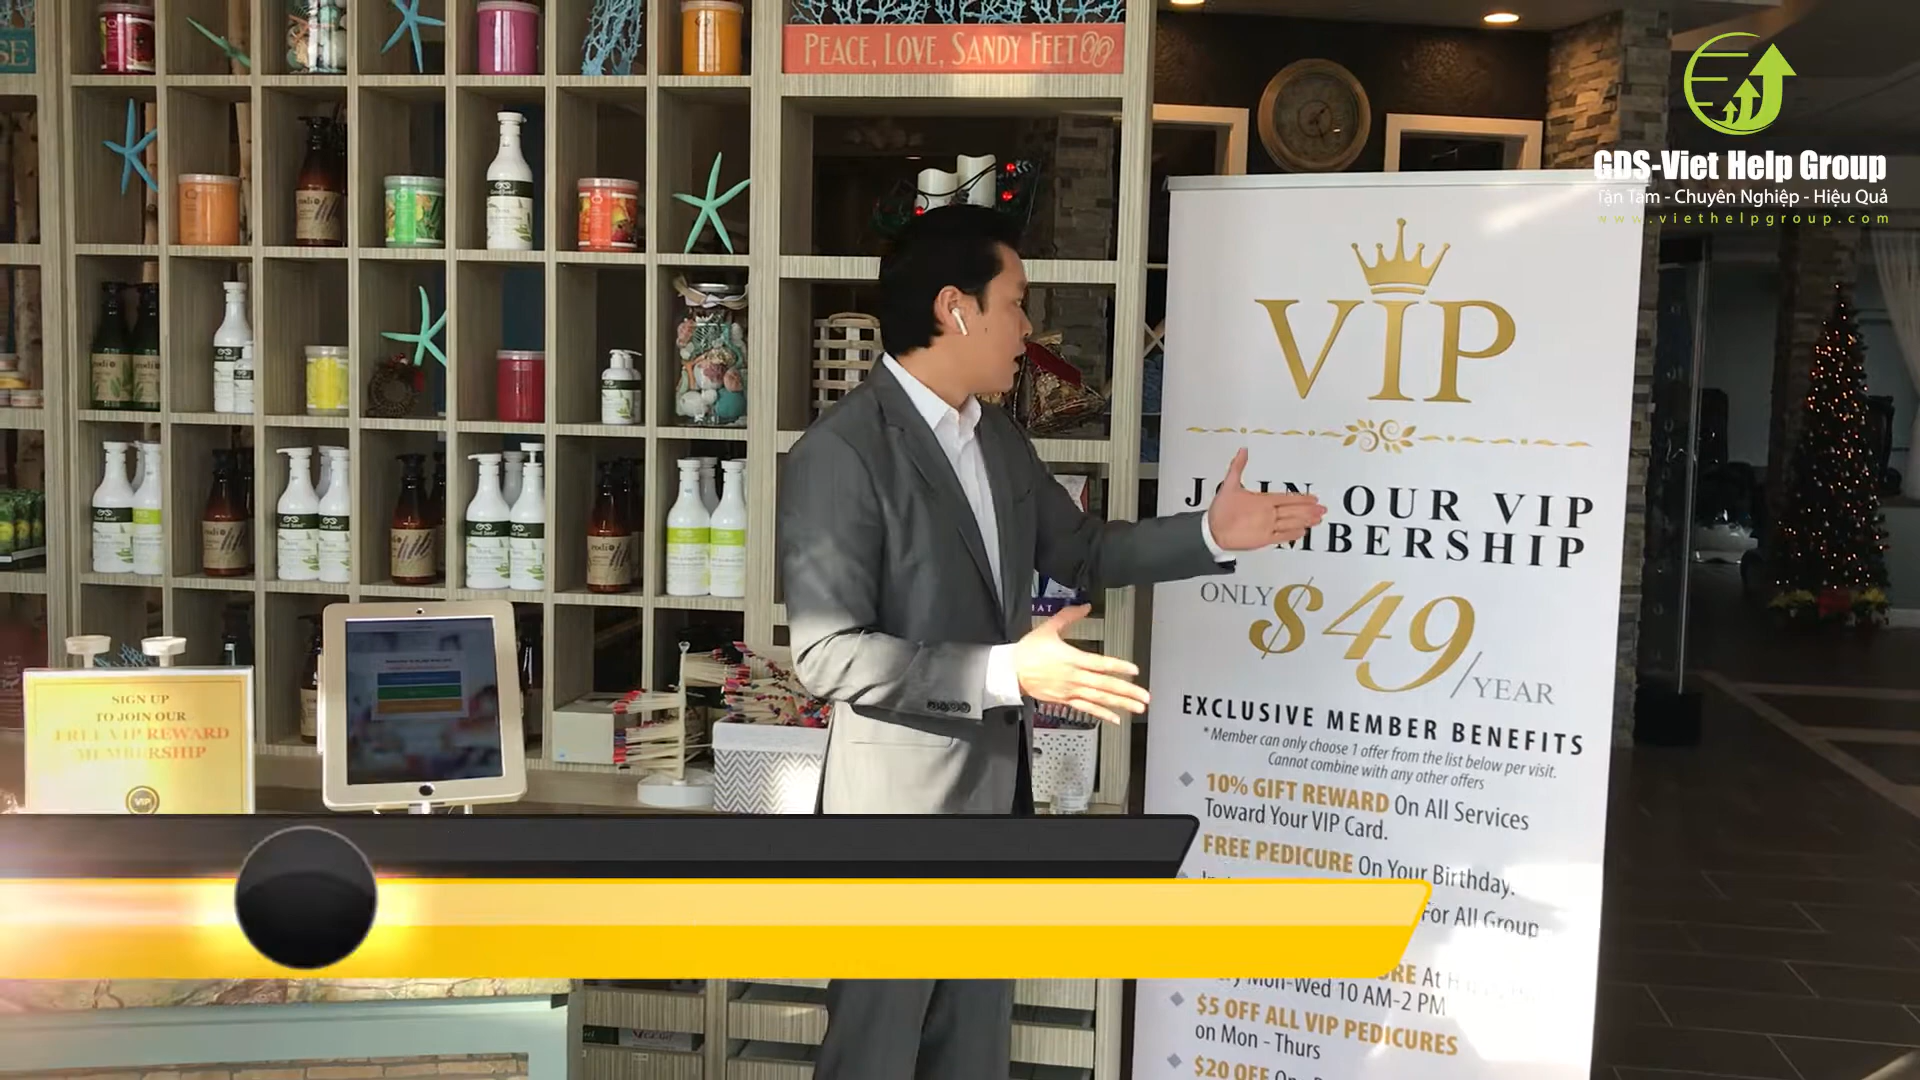 SE
PEACE, LOVE, SANDY FEET
GDS-Viet Help Group
Tận Tâm - Chuyên Nghiệp - Hiệu Quả
www.viethelpgroup.com
VIP
JOIN OUR VIP
MBERSHIP
ONLY $49/YEAR
EXCLUSIVE MEMBER BENEFITS
* Member can only choose 1 offer from the list below per visit.
Cannot combine with any other offers
10% GIFT REWARD On All Services
Toward Your VIP Card.
FREE PEDICURE On Your Birthday.
For All Group
Mon-Wed 10 AM-2 PM
$5 OFF ALL VIP PEDICURES
on Mon - Thurs
$20 OFF
SIGN UP
TO JOIN OUR
FREE VIP REWARD
MEMBERSHIP
VIP